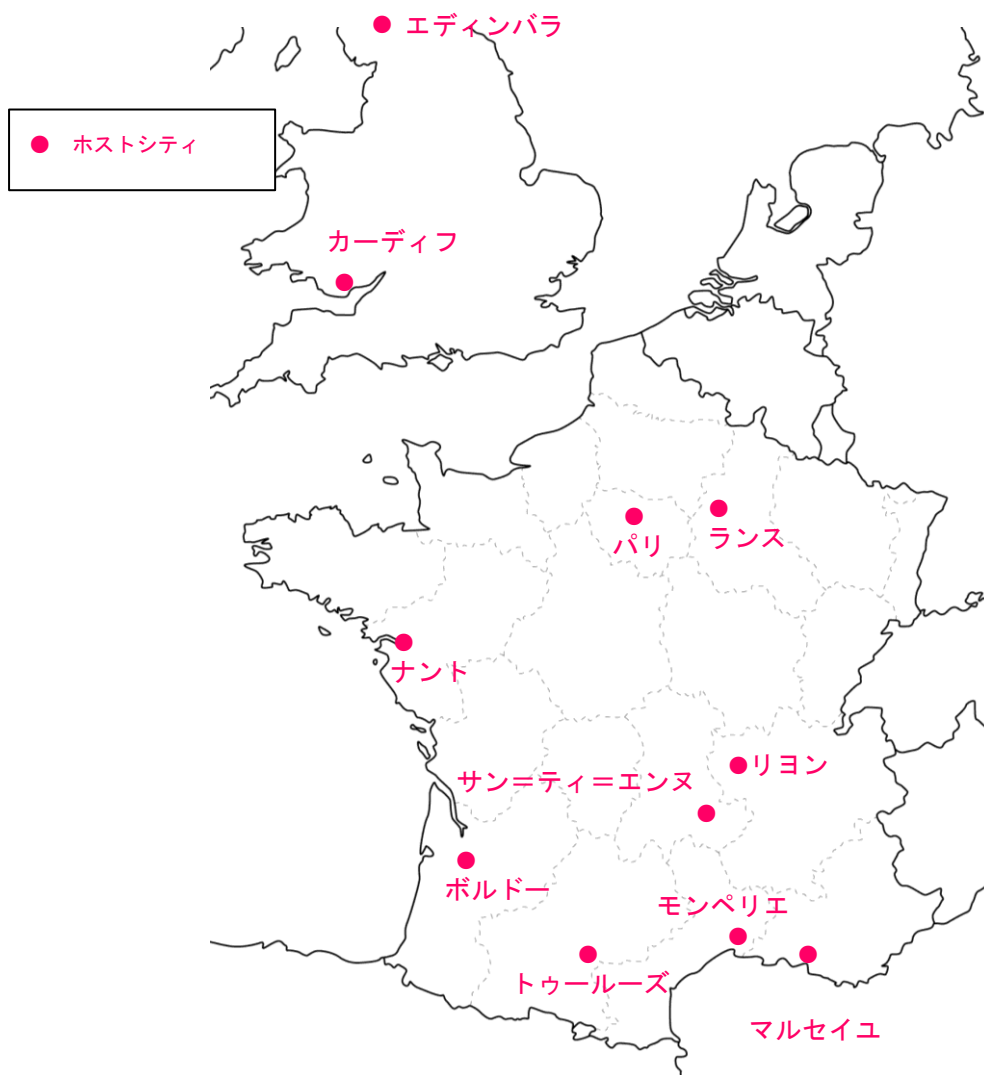 エディンバラ
ホストシティ
カーディフ
パリ
ランス
ナント
リヨン
サン＝ティ＝エンヌ
ボルドー
モンペリエ
トゥールーズ
マルセイユ